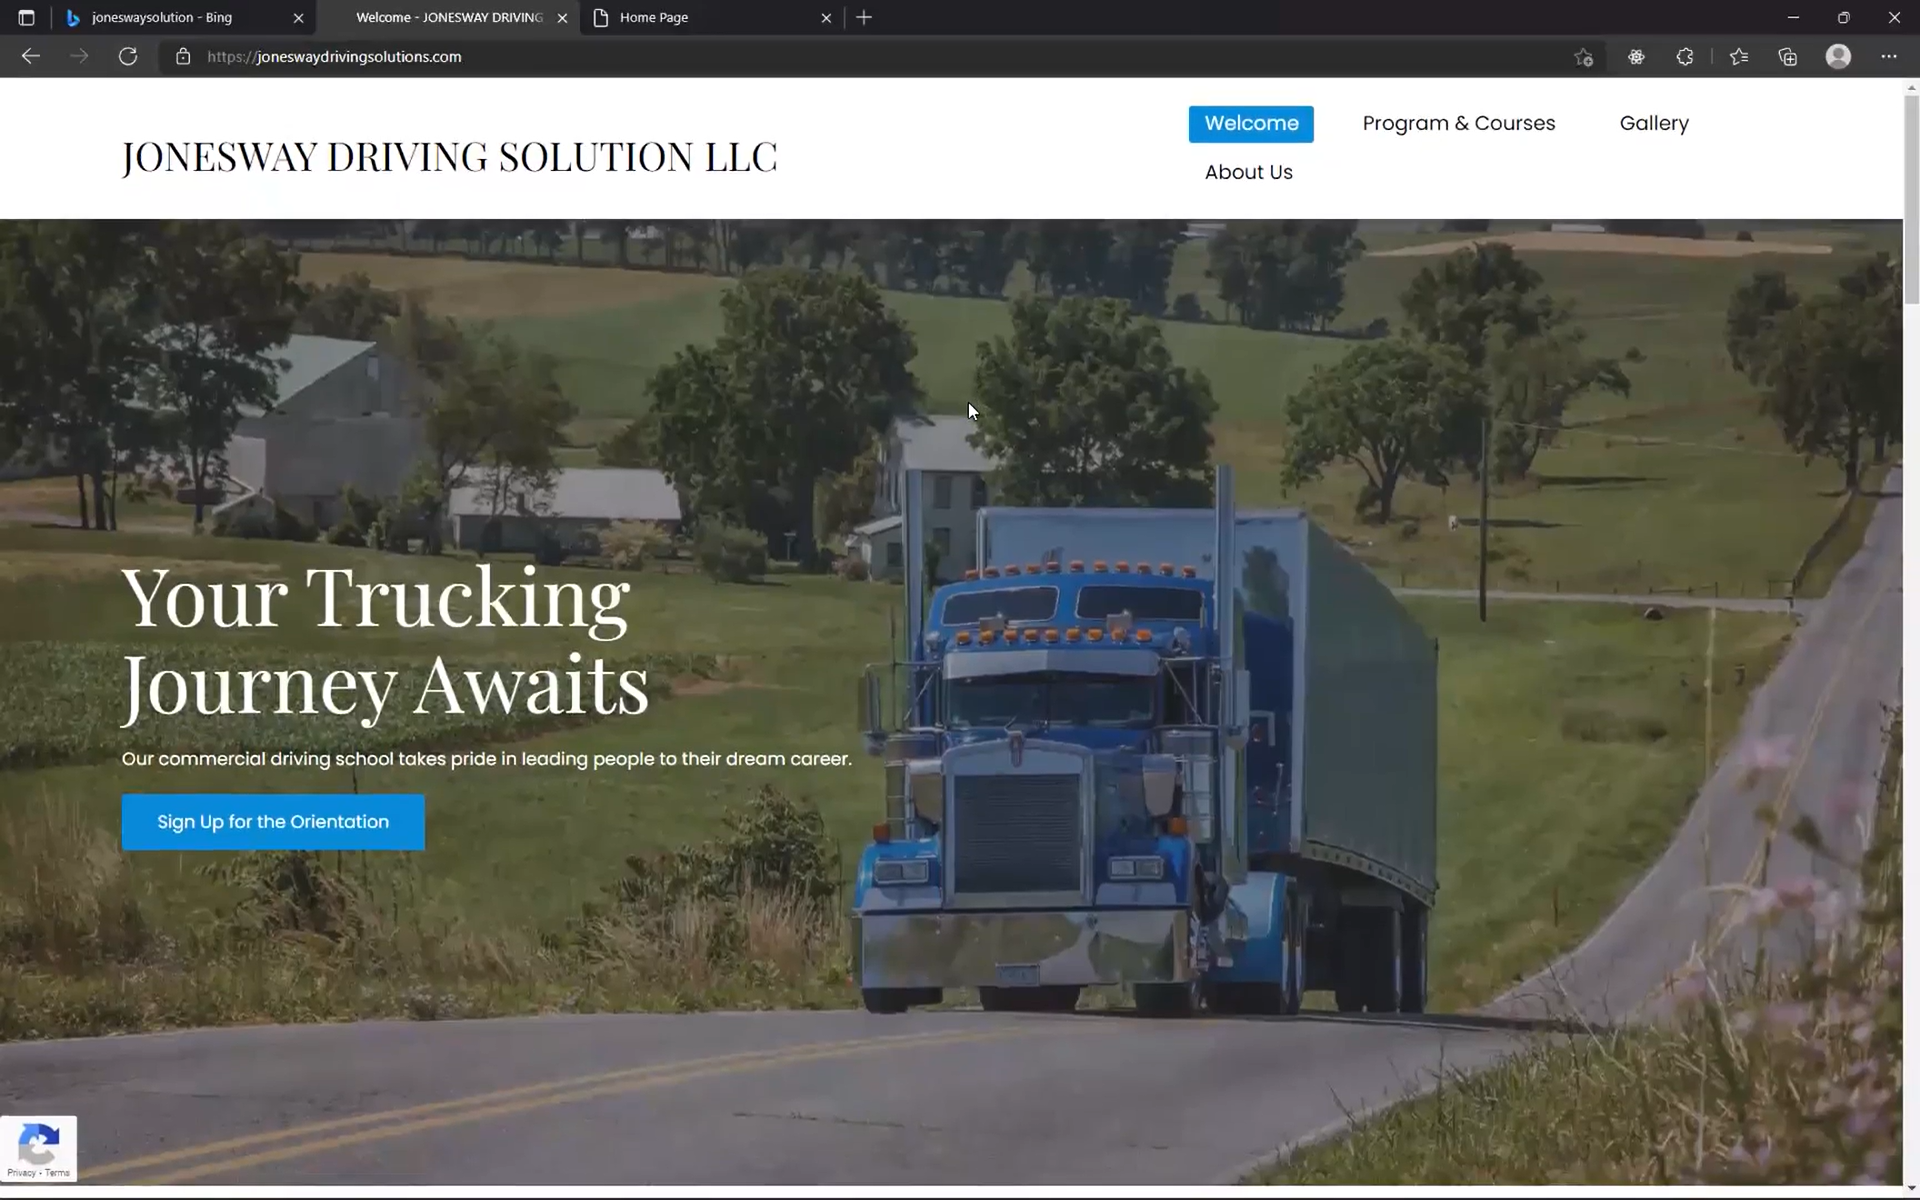 joneswaysolution - Bing
Welcome - JONESWAY DRIVING
Home Page
https://joneswaydrivingsolutions.com
JONESWAY DRIVING SOLUTION LLC
Welcome
Program & Courses
Gallery
About Us
Your Trucking
Journey Awaits
Our commercial driving school takes pride in leading people to their dream career.
Sign Up for the Orientation
Privacy - Terms